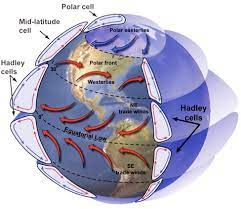 Polar cell
Mid-latitude
cell
Polar easterlies
Hadley
cells
Polar front
Westerlies
30
NE
trade winds
Hadley
cells
Equatorial Low
SE
trade winds